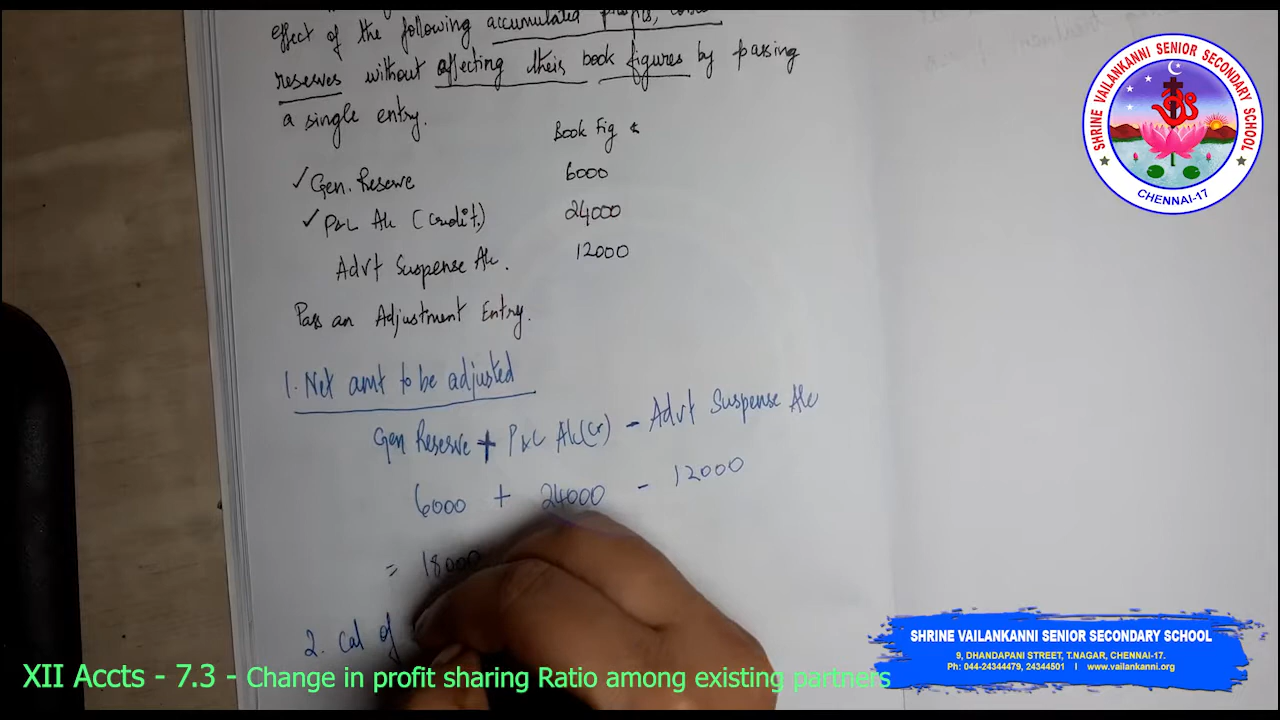 effect of the following accumulated profits,
reserves without affecting their book figures by passing
a single entry.
Book Fig
✓ Gen. Reserve 6000
✓ P&L A/c (credit) 24000
Advt Suspense A/c. 12000
Pass an Adjustment Entry.
1. Net amt to be adjusted
Gen Reserve + P&L A/c (Cr) - Advt Suspense A/c
6000 + 24000 - 12000
= 18000
2. Cal of
SHRINE VAILANKANNI SENIOR SECONDARY SCHOOL
CHENNAI-17
SHRINE VAILANKANNI SENIOR SECONDARY SCHOOL
9, DHANDAPANI STREET, T.NAGAR, CHENNAI-17.
Ph: 044-24344479, 24344501 I www.vailankanni.org
XII Accts - 7.3 - Change in profit sharing Ratio among existing partners